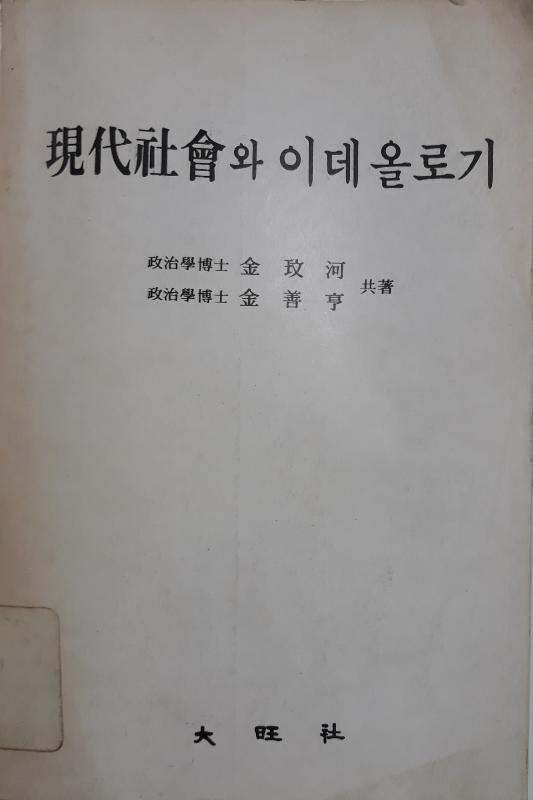 現代社會와 이데올로기
政治學博士 金玟河
政治學博士 金善亨
共著
大旺社